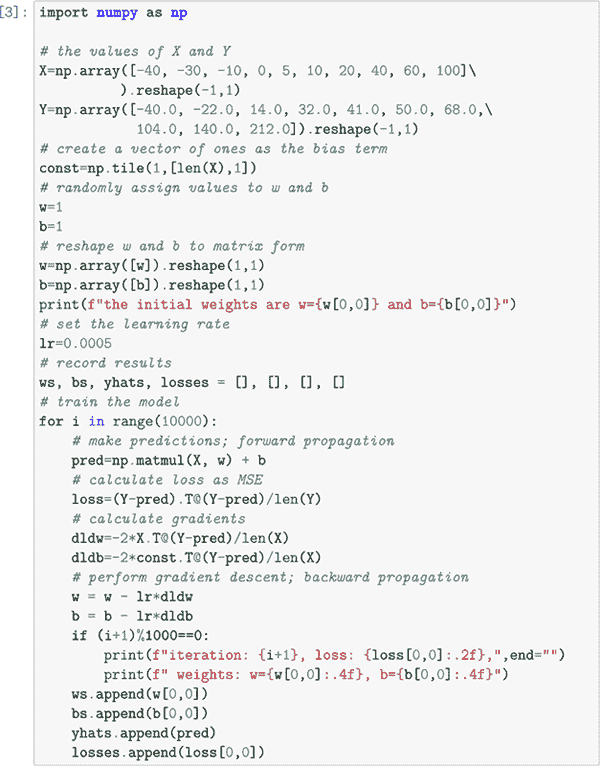 [3]: import numpy as np
# the values of X and Y
X=np.array([-40, -30, -10, 0, 5, 10, 20, 40, 60, 100]\
).reshape(-1,1)
Y=np.array([-40.0, -22.0, 14.0, 32.0, 41.0, 50.0, 68.0,\
104.0, 140.0, 212.0]).reshape(-1,1)
# create a vector of ones as the bias term
const=np.tile(1,[len(X),1])
# randomly assign values to w and b
w=1
b=1
# reshape w and b to matrix form
w=np.array([w]).reshape(1,1)
b=np.array([b]).reshape(1,1)
print(f"the initial weights are w={w[0,0]} and b={b[0,0]}")
# set the learning rate
lr=0.0005
# record results
ws, bs, yhats, losses = [], [], [], []
# train the model
for i in range(10000):
# make predictions; forward propagation
pred=np.matmul(X, w) + b
# calculate loss as MSE
loss=(Y-pred).T@(Y-pred)/len(Y)
# calculate gradients
dldw=-2*X.T@(Y-pred)/len(X)
dldb=-2*const.T@(Y-pred)/len(X)
# perform gradient descent; backward propagation
w = w - lr*dldw
b = b - lr*dldb
if (i+1)%1000==0:
print(f"iteration: {i+1}, loss: {loss[0,0]:.2f},",end="")
print(f" weights: w={w[0,0]:.4f}, b={b[0,0]:.4f}")
ws.append(w[0,0])
bs.append(b[0,0])
yhats.append(pred)
losses.append(loss[0,0])